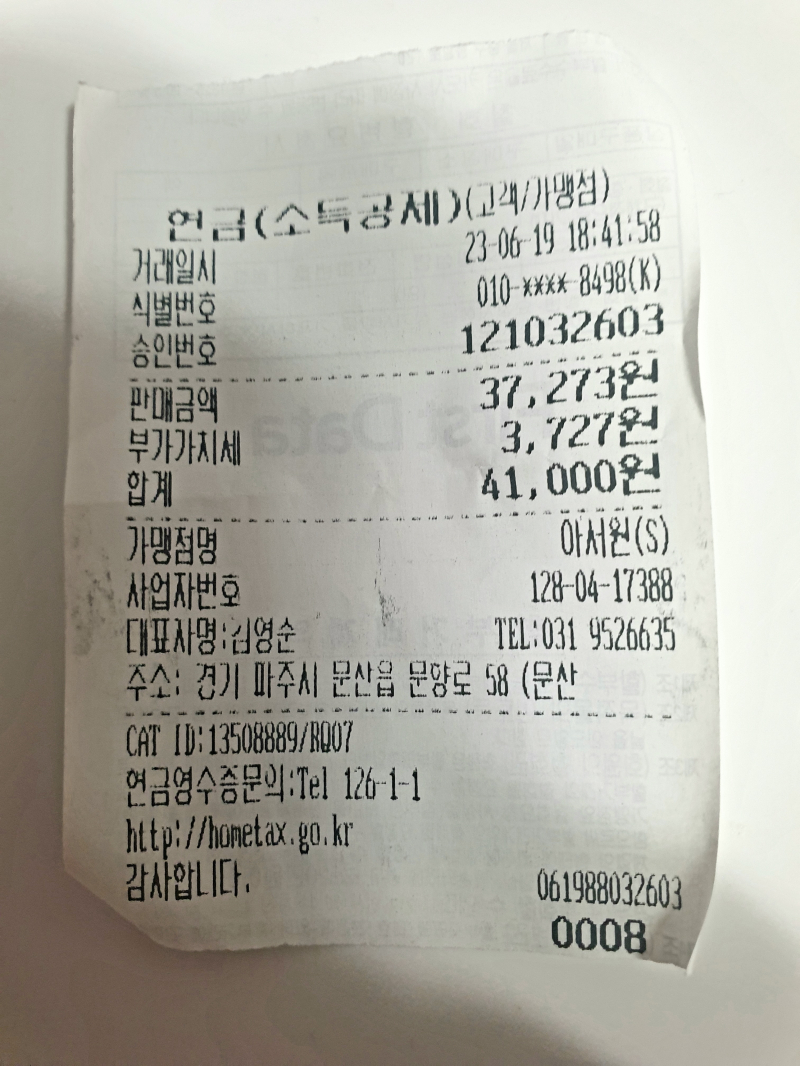 현금(소득공제)(고객/가맹점)
거래일시 23-06-19 18:41:58
식별번호 010-****-8498(K)
승인번호 121032603
판매금액 37,273원
부가가치세 3,727원
합계 41,000원
가맹점명 아서원(S)
사업자번호 128-04-17388
대표자명:김영순 TEL:031 9526635
주소: 경기 파주시 문산읍 문향로 58 (문산
CAT ID:13508889/RQ07
현금영수증문의:Tel 126-1-1
http://hometax.go.kr
감사합니다. 061988032603
0008